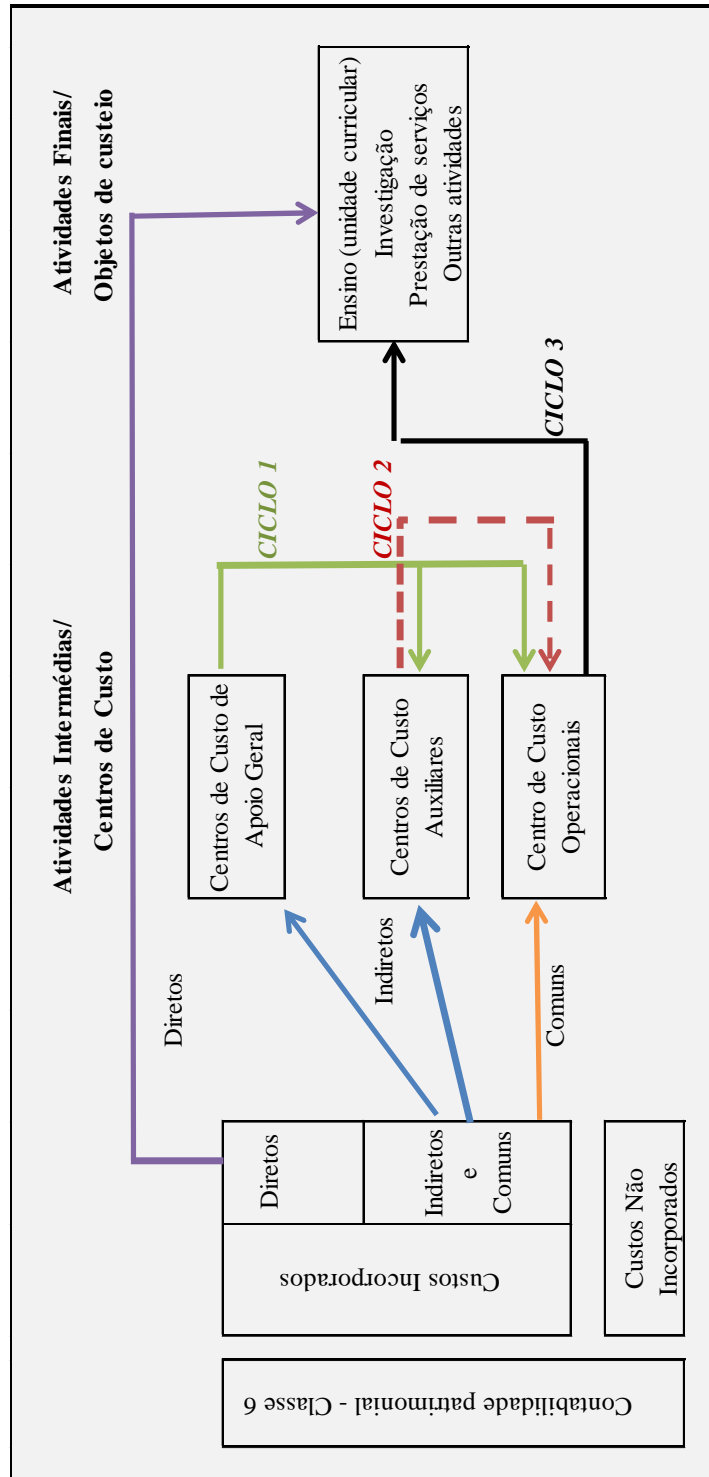 Contabilidade patrimonial - Classe 6
Custos Incorporados
Diretos
Indiretos
e
Comuns
Custos Não
Incorporados
Diretos
Indiretos
Comuns
Atividades Intermédias/
Centros de Custo
Centros de Custo de
Apoio Geral
Centros de Custo
Auxiliares
Centro de Custo
Operacionais
CICLO 1
CICLO 2
CICLO 3
Atividades Finais/
Objetos de custeio
Ensino (unidade curricular)
Investigação
Prestação de serviços
Outras atividades